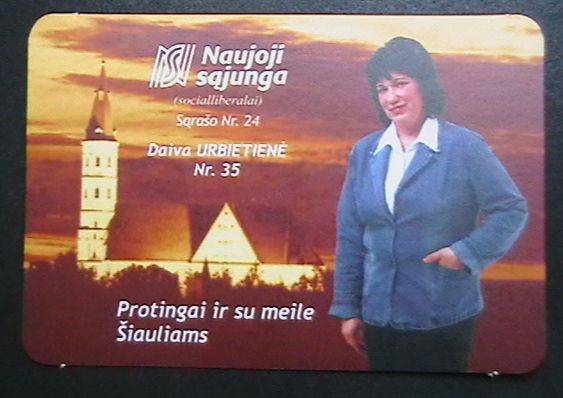 Naujoji
sąjunga
(socialliberalai)
Sąrašo Nr. 24
Daiva URBIETIENĖ
Nr. 35
Protingai ir su meile
Šiauliams